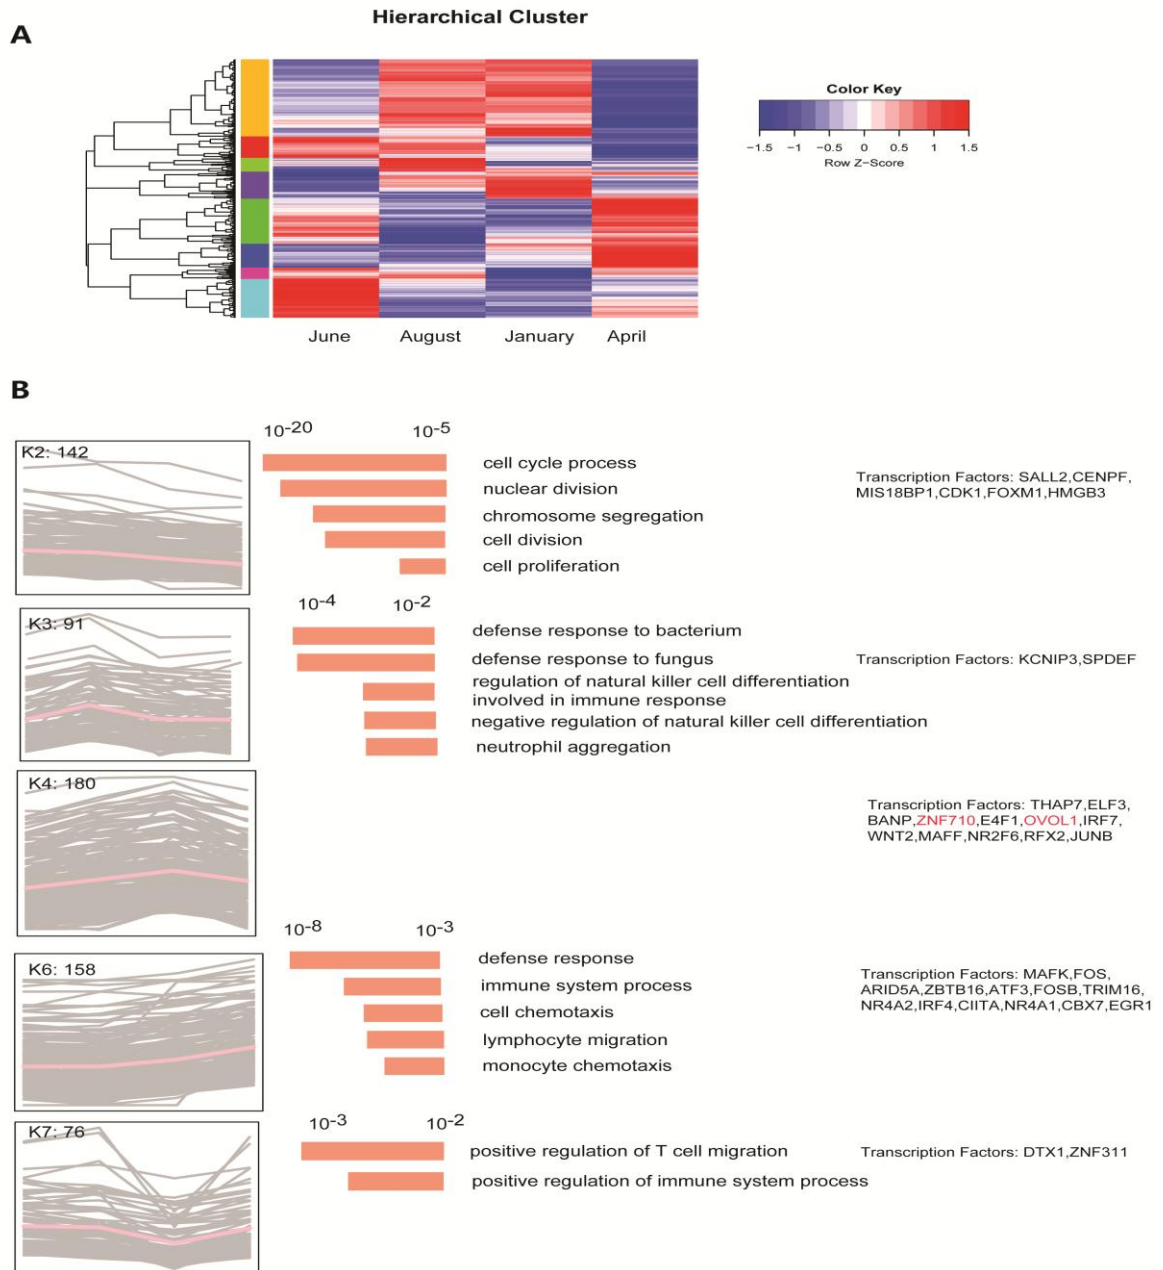 Hierarchical Cluster
A
Color Key
−1.5 −1 −0.5 0 0.5 1 1.5
Row Z−Score
June August January April
B
10-20 10-5
K2: 142
cell cycle process
nuclear division
chromosome segregation
cell division
cell proliferation
Transcription Factors: SALL2,CENPF,
MIS18BP1,CDK1,FOXM1,HMGB3
10-4 10-2
K3: 91
defense response to bacterium
defense response to fungus
regulation of natural killer cell differentiation
involved in immune response
negative regulation of natural killer cell differentiation
neutrophil aggregation
Transcription Factors: KCNIP3,SPDEF
K4: 180
Transcription Factors: THAP7,ELF3,
BANP,ZNF710,E4F1,OVOL1,IRF7,
WNT2,MAFF,NR2F6,RFX2,JUNB
10-8 10-3
K6: 158
defense response
immune system process
cell chemotaxis
lymphocyte migration
monocyte chemotaxis
Transcription Factors: MAFK,FOS,
ARID5A,ZBTB16,ATF3,FOSB,TRIM16,
NR4A2,IRF4,CIITA,NR4A1,CBX7,EGR1
10-3 10-2
K7: 76
positive regulation of T cell migration
positive regulation of immune system process
Transcription Factors: DTX1,ZNF311